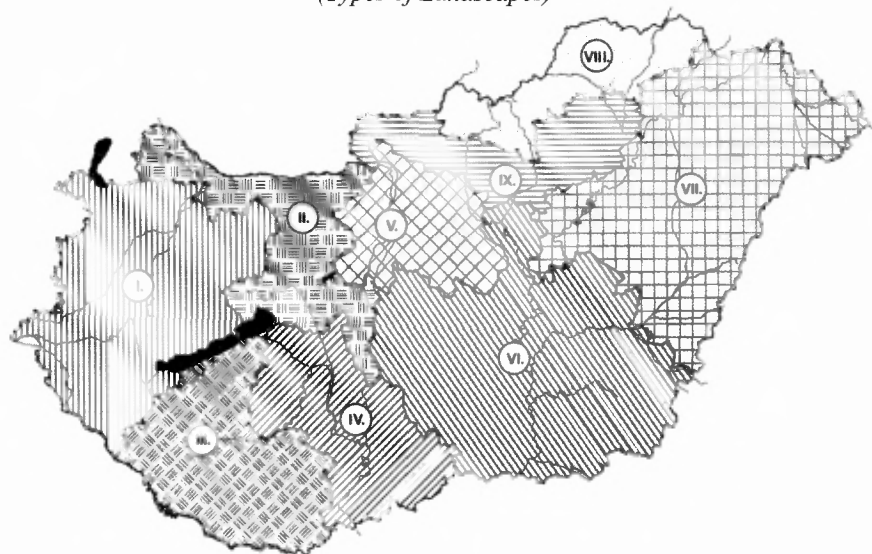 (Types of Landscapes)
VIII.
VII.
IX.
II.
V.
I.
VI.
IV.
III.